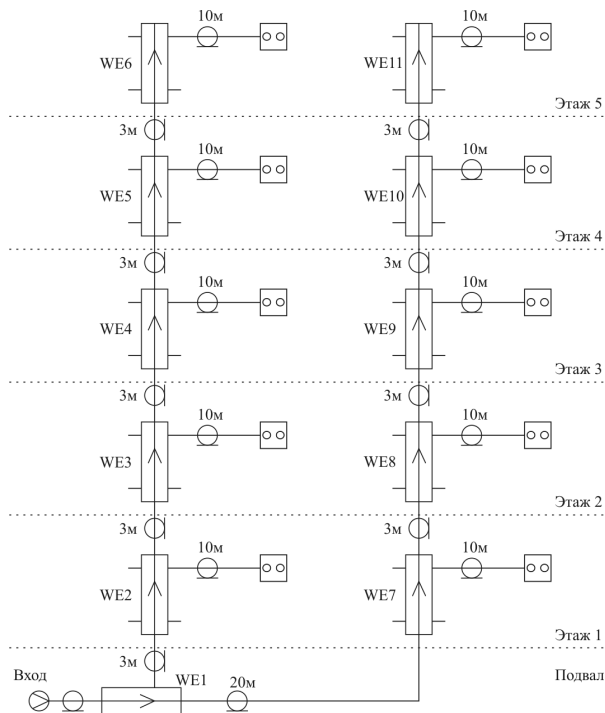 10м 10м
WE6 WE11
Этаж 5
3м 3м
10м 10м
WE5 WE10
Этаж 4
3м 3м
10м 10м
WE4 WE9
Этаж 3
3м 3м
10м 10м
WE3 WE8
Этаж 2
3м 3м
10м 10м
WE2 WE7
Этаж 1
3м
Вход WE1 20м Подвал